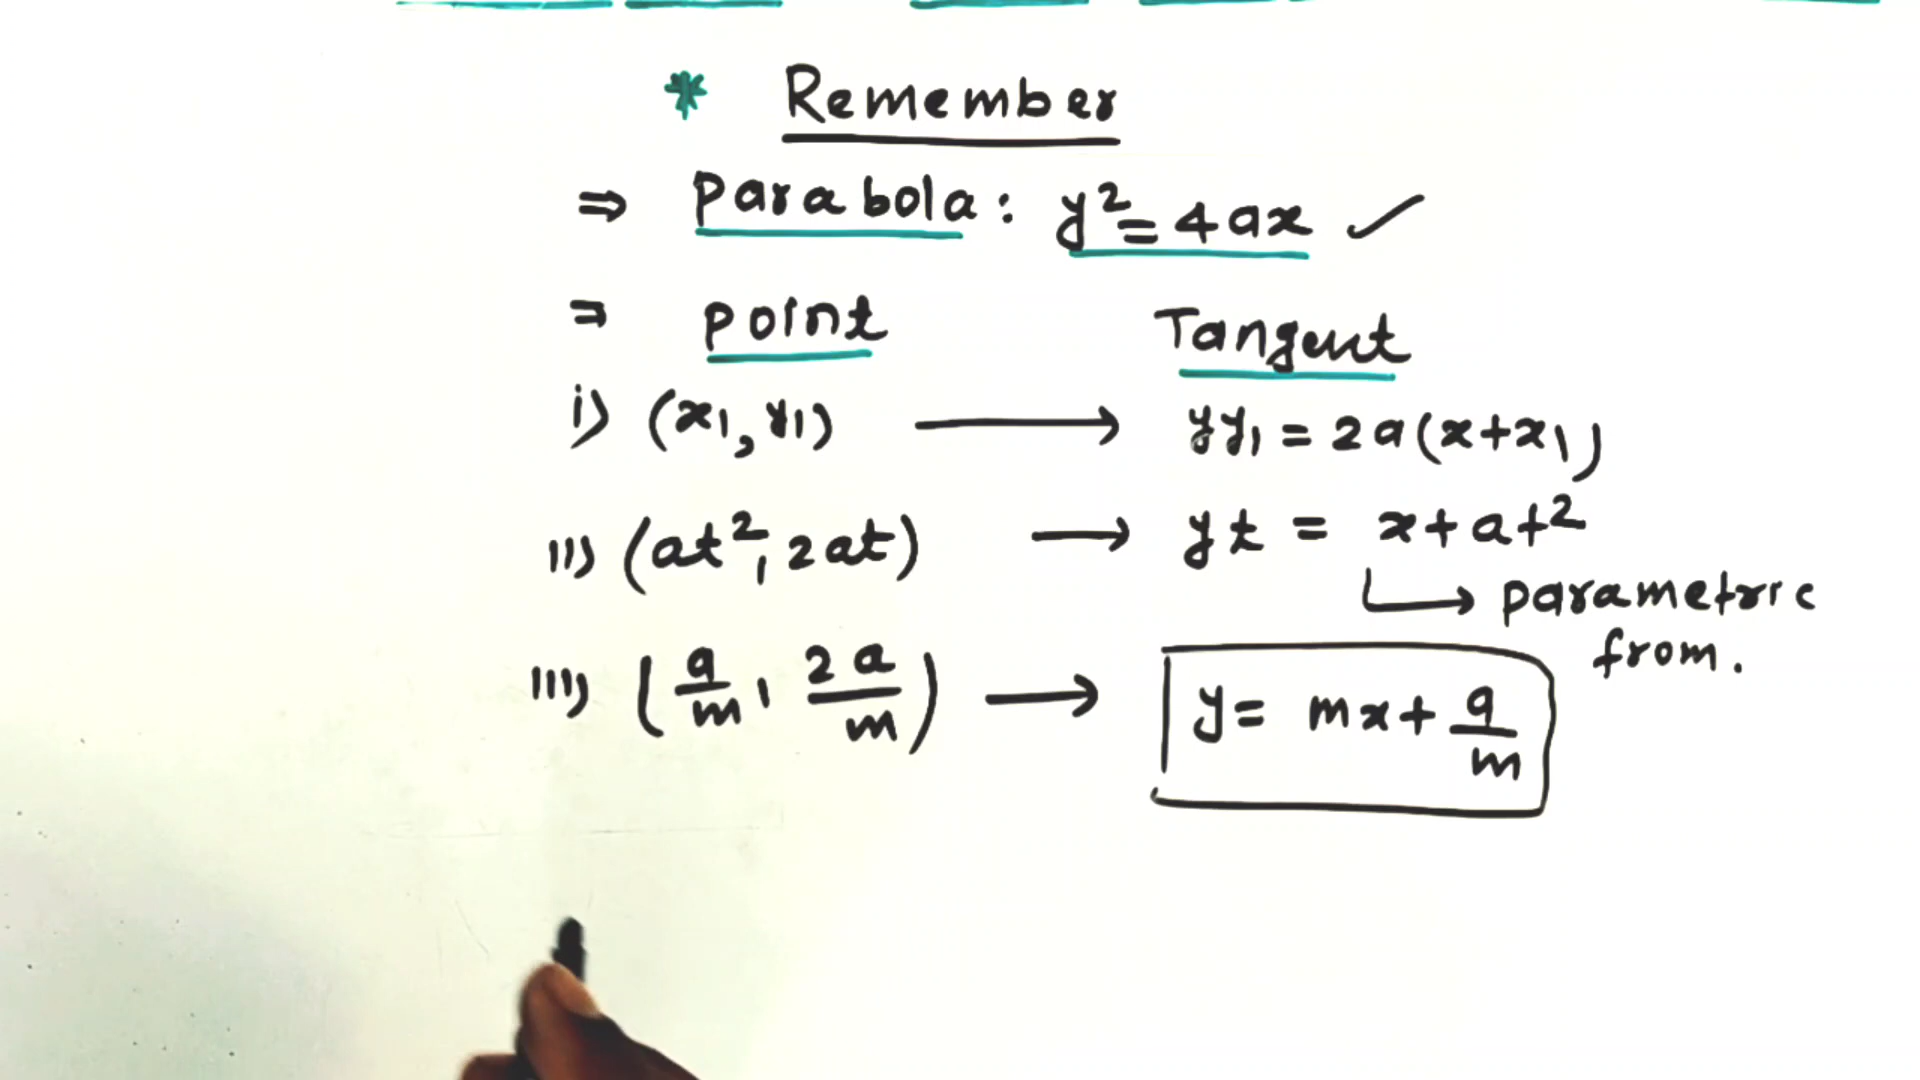 * Remember
⇒ Parabola: y²= 4ax ✓
= point Tangent
i) (x₁, y₁) ⟶ yy₁ = 2a(x+x₁)
ii) (at², 2at) → yt = x+at²
↳ parametric
from.
iii) (a/m, 2a/m) → y= mx+ a/m